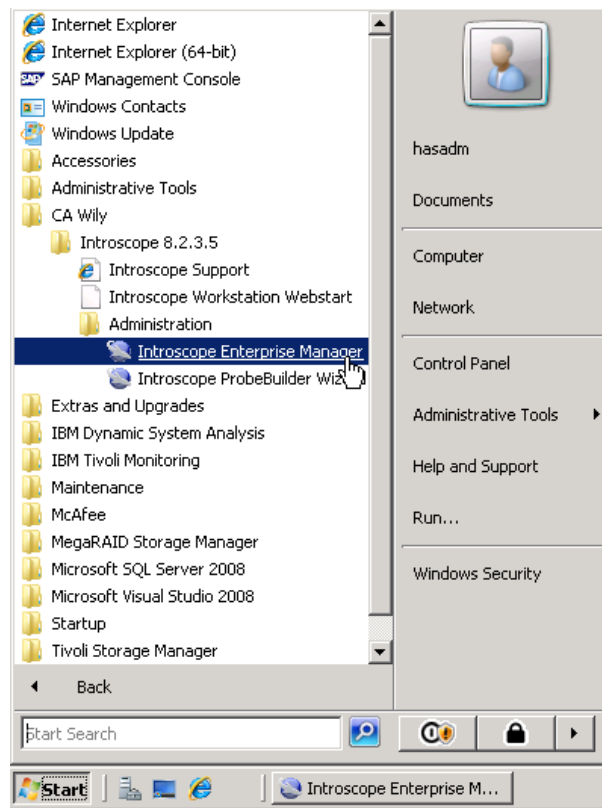 Internet Explorer
Internet Explorer (64-bit)
SAP Management Console
Windows Contacts
Windows Update
Accessories
Administrative Tools
CA Wily
Introscope 8.2.3.5
Introscope Support
Introscope Workstation Webstart
Administration
Introscope Enterprise Manager
Introscope ProbeBuilder
Extras and Upgrades
IBM Dynamic System Analysis
IBM Tivoli Monitoring
Maintenance
McAfee
MegaRAID Storage Manager
Microsoft SQL Server 2008
Microsoft Visual Studio 2008
Startup
Tivoli Storage Manager
Back
Start Search
hasadm
Documents
Computer
Network
Control Panel
Administrative Tools
Help and Support
Run...
Windows Security
Start
Introscope Enterprise M...